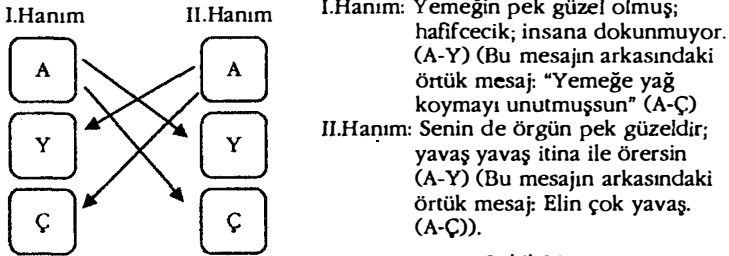 I.Hanım II.Hanım
A A
Y Y
Ç Ç
I.Hanım: Yemeğin pek güzel olmuş;
hafifcecik; insana dokunmuyor.
(A-Y) (Bu mesajın arkasındaki
örtük mesaj: "Yemeğe yağ
koymayı unutmuşsun" (A-Ç)
II.Hanım: Senin de örgün pek güzeldir;
yavaş yavaş itina ile örersin
(A-Y) (Bu mesajın arkasındaki
örtük mesaj: Elin çok yavaş.
(A-Ç)).